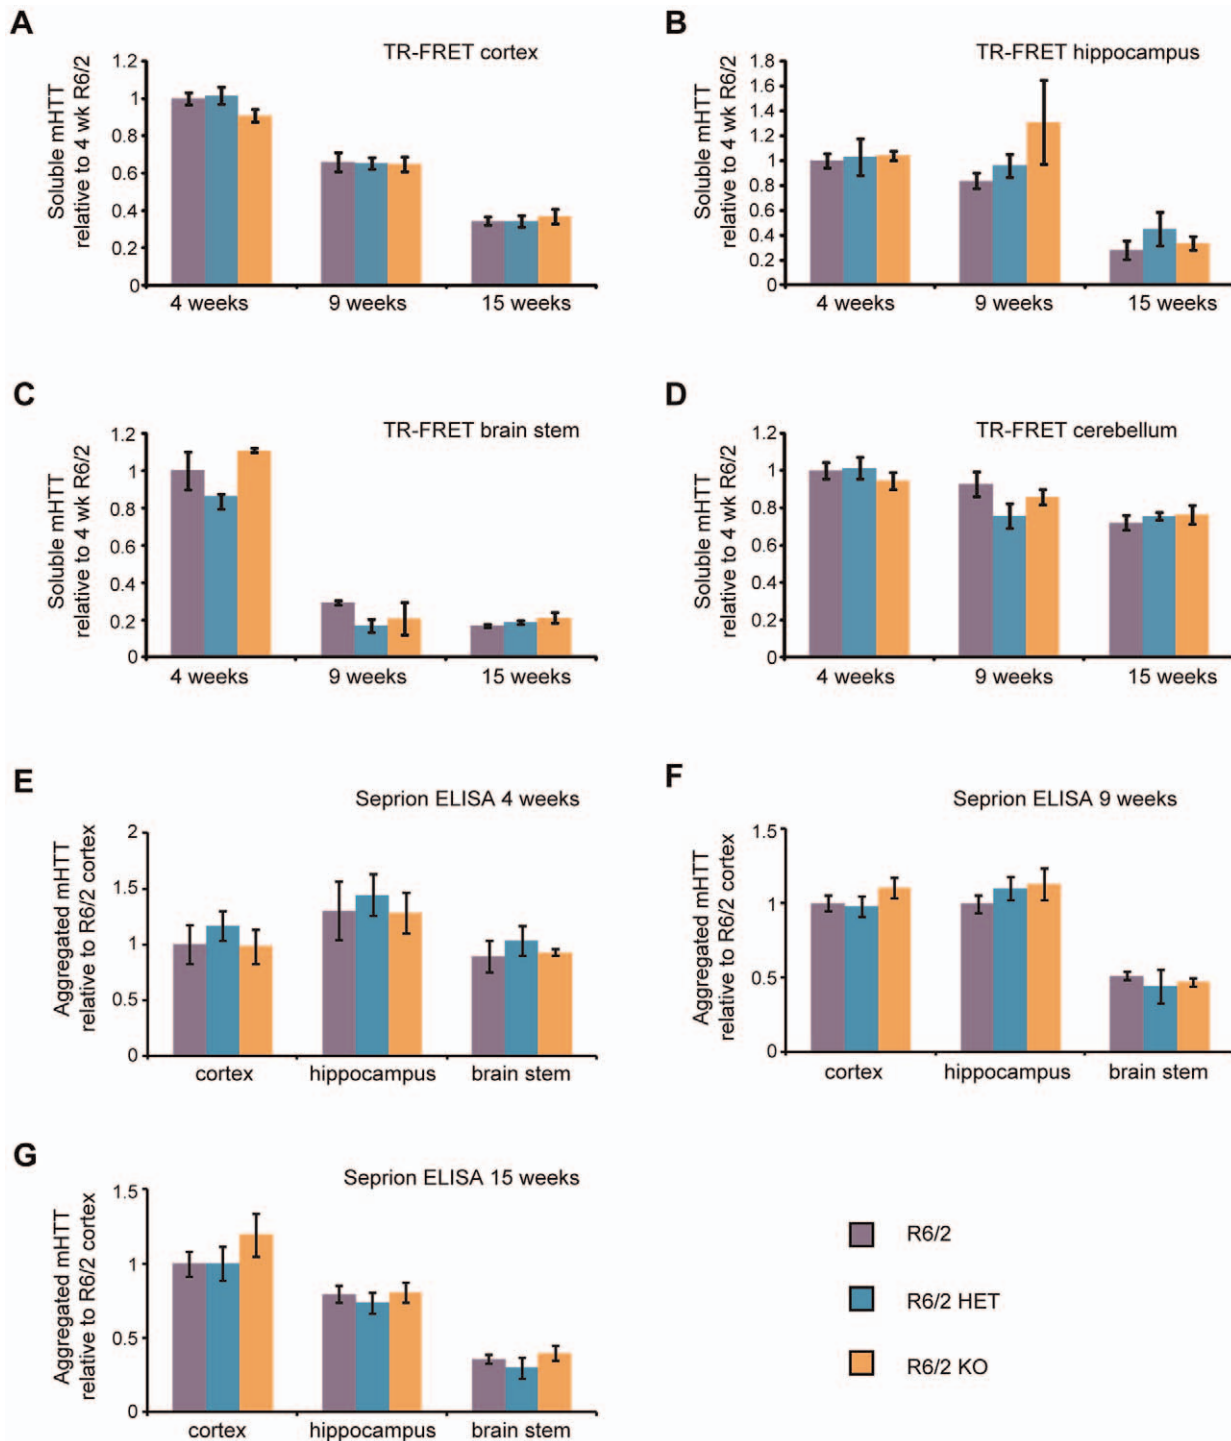 A
TR-FRET cortex
Soluble mHTT
relative to 4 wk R6/2
1.2
1
0.8
0.6
0.4
0.2
0
4 weeks
9 weeks
15 weeks
B
TR-FRET hippocampus
Soluble mHTT
relative to 4 wk R6/2
1.8
1.6
1.4
1.2
1
0.8
0.6
0.4
0.2
0
4 weeks
9 weeks
15 weeks
C
TR-FRET brain stem
Soluble mHTT
relative to 4 wk R6/2
1.2
1
0.8
0.6
0.4
0.2
0
4 weeks
9 weeks
15 weeks
D
TR-FRET cerebellum
Soluble mHTT
relative to 4 wk R6/2
1.2
1
0.8
0.6
0.4
0.2
0
4 weeks
9 weeks
15 weeks
E
Seprion ELISA 4 weeks
Aggregated mHTT
relative to R6/2 cortex
2
1.5
1
0.5
0
cortex
hippocampus
brain stem
F
Seprion ELISA 9 weeks
Aggregated mHTT
relative to R6/2 cortex
1.5
1
0.5
0
cortex
hippocampus
brain stem
G
Seprion ELISA 15 weeks
Aggregated mHTT
relative to R6/2 cortex
1.5
1
0.5
0
cortex
hippocampus
brain stem
R6/2
R6/2 HET
R6/2 KO